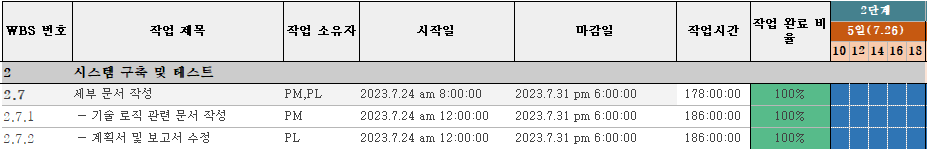 WBS 번호 작업 제목 작업 소유자 시작일 마감일 작업시간 작업 완료 비율 2단계
5일(7.26)
10 12 14 16 18
2 시스템 구축 및 테스트
2.7 세부 문서 작성 PM,PL 2023.7.24 am 8:00:00 2023.7.31 pm 6:00:00 178:00:00 100%
2.7.1 - 기술 로직 관련 문서 작성 PM 2023.7.24 am 12:00:00 2023.7.31 pm 6:00:00 186:00:00 100%
2.7.2 - 계획서 및 보고서 수정 PL 2023.7.24 am 12:00:00 2023.7.31 pm 6:00:00 186:00:00 100%